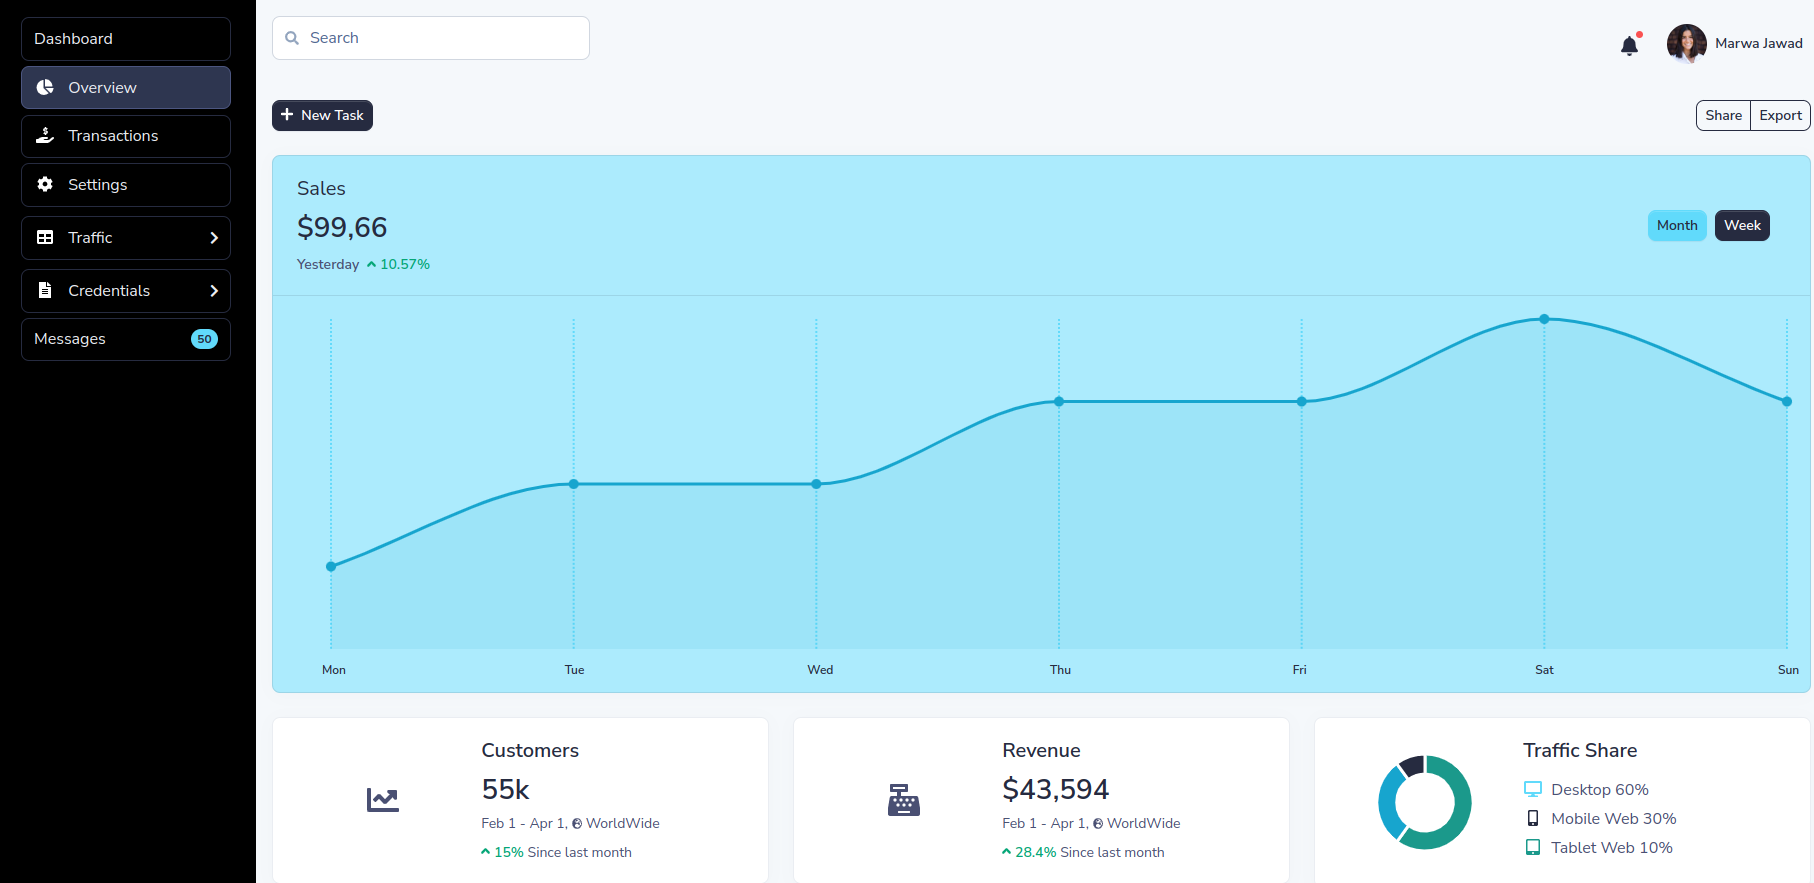 Dashboard
Overview
Transactions
Settings
Traffic
Credentials
Messages 50
Search
Marwa Jawad
New Task
Share Export
Sales
$99,66
Yesterday 10.57%
Month Week
Mon Tue Wed Thu Fri Sat Sun
Customers
55k
Feb 1 - Apr 1, WorldWide
15% Since last month
Revenue
$43,594
Feb 1 - Apr 1, WorldWide
28.4% Since last month
Traffic Share
Desktop 60%
Mobile Web 30%
Tablet Web 10%